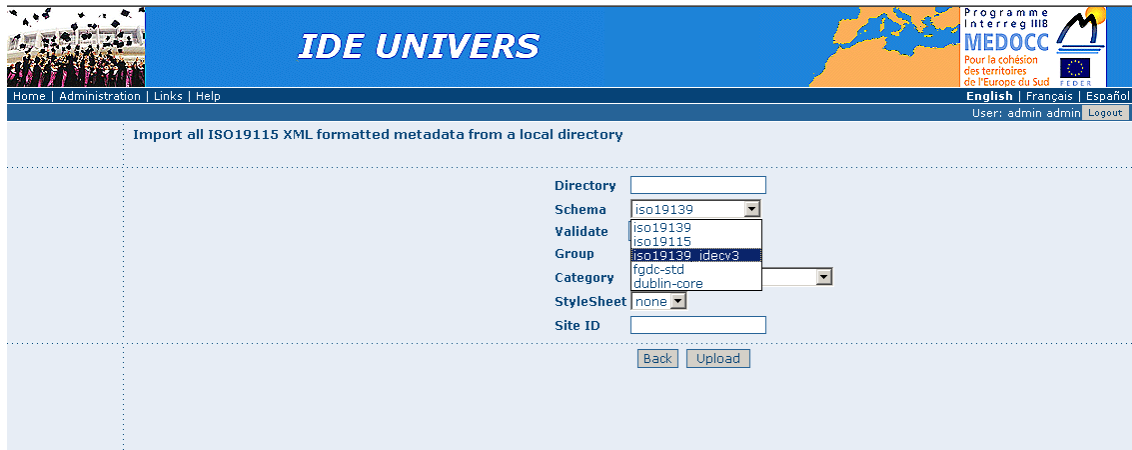 IDE UNIVERS
Programme
Interreg IIIB
MEDOCC
Pour la cohésion
des territoires
de l'Europe du Sud
FEDER
Home | Administration | Links | Help
English | Français | Español
User: admin admin Logout
Import all ISO19115 XML formatted metadata from a local directory
Directory
Schema iso19139
Validate iso19139
iso19115
Group iso19139_idecv3
fgdc-std
Category dublin-core
StyleSheet none
Site ID
Back Upload